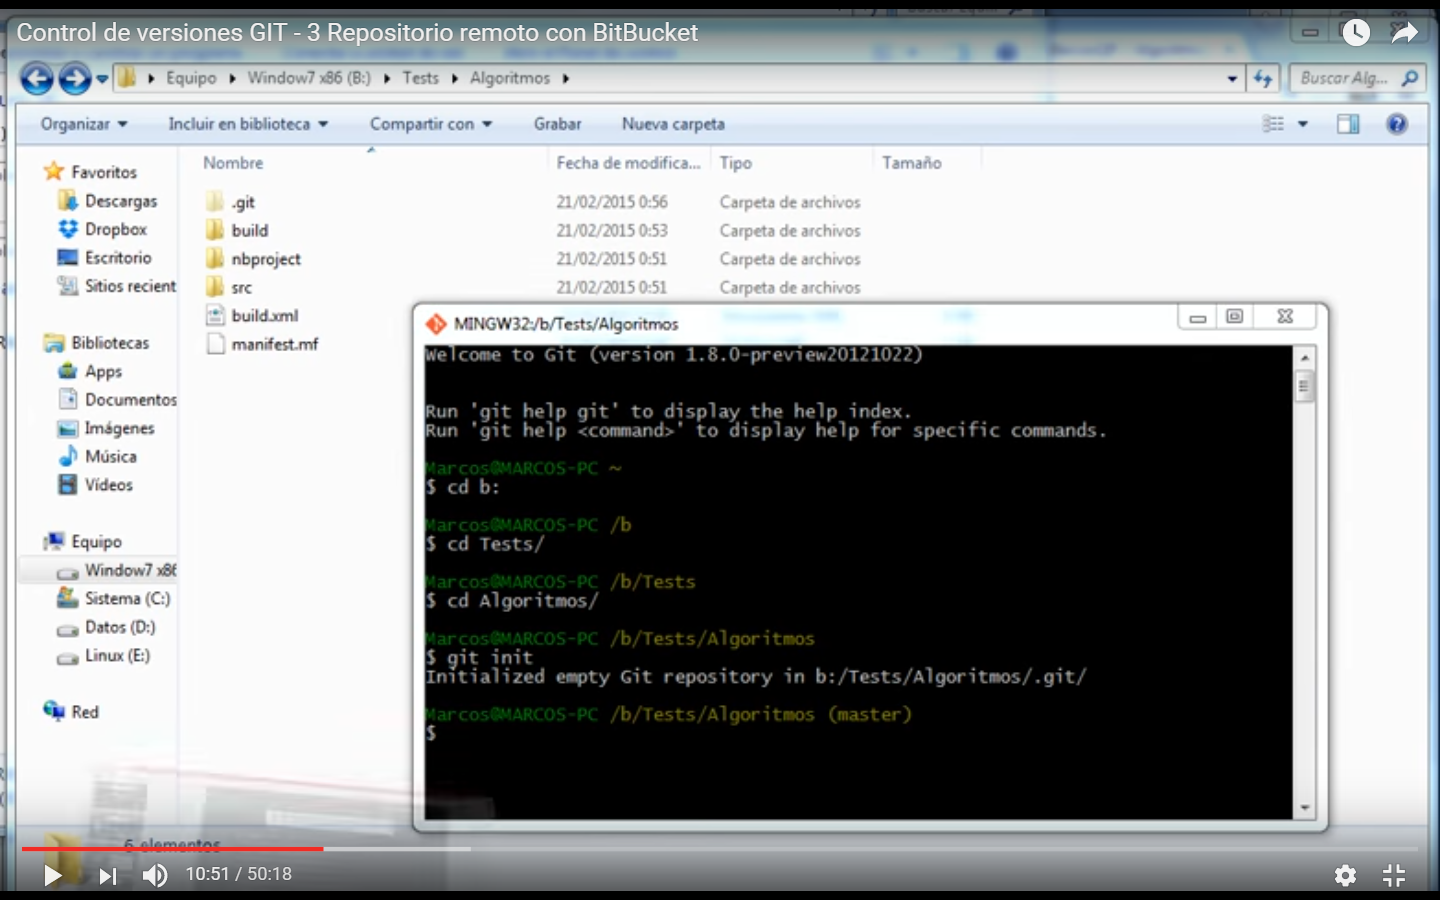 Control de versiones GIT - 3 Repositorio remoto con BitBucket
Equipo Window7 x86 (B:) Tests Algoritmos
Buscar Alg...
Organizar Incluir en biblioteca Compartir con Grabar Nueva carpeta
Nombre Fecha de modifica... Tipo Tamaño
Favoritos
Descargas
Dropbox
Escritorio
Sitios recient
Bibliotecas
Apps
Documentos
Imágenes
Música
Vídeos
Equipo
Window7 x86
Sistema (C:)
Datos (D:)
Linux (E:)
Red
.git 21/02/2015 0:56 Carpeta de archivos
build 21/02/2015 0:53 Carpeta de archivos
nbproject 21/02/2015 0:51 Carpeta de archivos
src 21/02/2015 0:51 Carpeta de archivos
build.xml
manifest.mf
MINGW32:/b/Tests/Algoritmos
Welcome to Git (version 1.8.0-preview20121022)
Run 'git help git' to display the help index.
Run 'git help <command>' to display help for specific commands.
Marcos@MARCOS-PC ~
$ cd b:
Marcos@MARCOS-PC /b
$ cd Tests/
Marcos@MARCOS-PC /b/Tests
$ cd Algoritmos/
Marcos@MARCOS-PC /b/Tests/Algoritmos
$ git init
Initialized empty Git repository in b:/Tests/Algoritmos/.git/
Marcos@MARCOS-PC /b/Tests/Algoritmos (master)
$
6 elementos
10:51 / 50:18